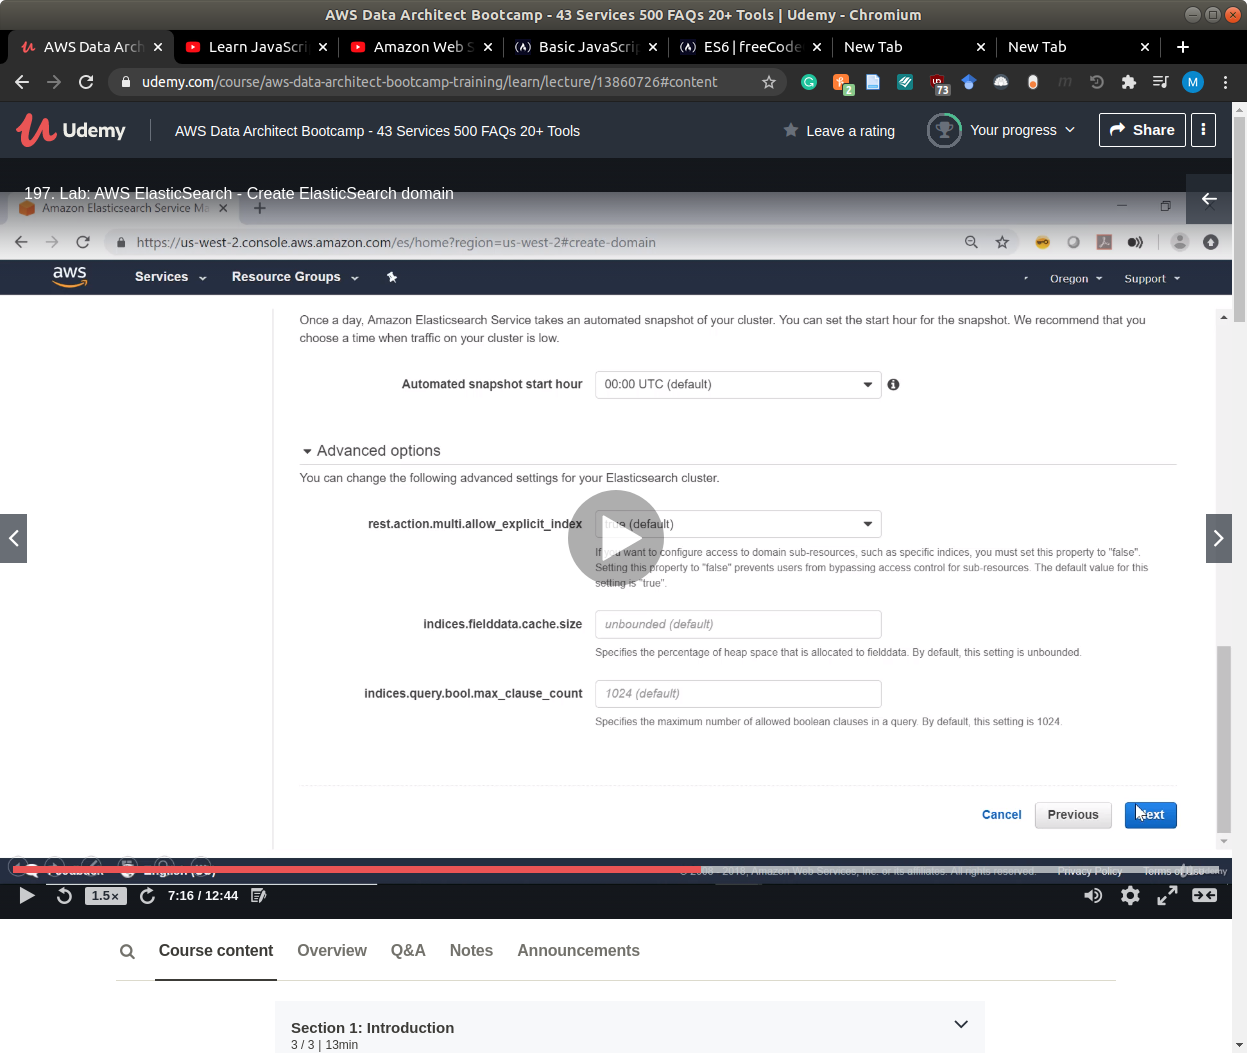 AWS Data Architect Bootcamp - 43 Services 500 FAQs 20+ Tools | Udemy - Chromium
AWS Data Arch
Learn JavaScri
Amazon Web S
Basic JavaScrip
ES6 | freeCode
New Tab
New Tab
udemy.com/course/aws-data-architect-bootcamp-training/learn/lecture/13860726#content
2
73
M
Udemy
AWS Data Architect Bootcamp - 43 Services 500 FAQs 20+ Tools
Leave a rating
Your progress
Share
197. Lab: AWS ElasticSearch - Create ElasticSearch domain
Amazon Elasticsearch Service Ma
https://us-west-2.console.aws.amazon.com/es/home?region=us-west-2#create-domain
aws
Services
Resource Groups
Oregon
Support
Once a day, Amazon Elasticsearch Service takes an automated snapshot of your cluster. You can set the start hour for the snapshot. We recommend that you
choose a time when traffic on your cluster is low.
Automated snapshot start hour
00:00 UTC (default)
Advanced options
You can change the following advanced settings for your Elasticsearch cluster.
rest.action.multi.allow_explicit_index
true (default)
If you want to configure access to domain sub-resources, such as specific indices, you must set this property to "false".
Setting this property to "false" prevents users from bypassing access control for sub-resources. The default value for this
setting is "true".
indices.fielddata.cache.size
unbounded (default)
Specifies the percentage of heap space that is allocated to fielddata. By default, this setting is unbounded.
indices.query.bool.max_clause_count
1024 (default)
Specifies the maximum number of allowed boolean clauses in a query. By default, this setting is 1024.
Cancel
Previous
Next
Feedback
English (US)
© 2008 - 2018, Amazon Web Services, Inc. or its affiliates. All rights reserved.
Privacy Policy
Terms of Use
1.5×
7:16 / 12:44
Course content
Overview
Q&A
Notes
Announcements
Section 1: Introduction
3 / 3 | 13min